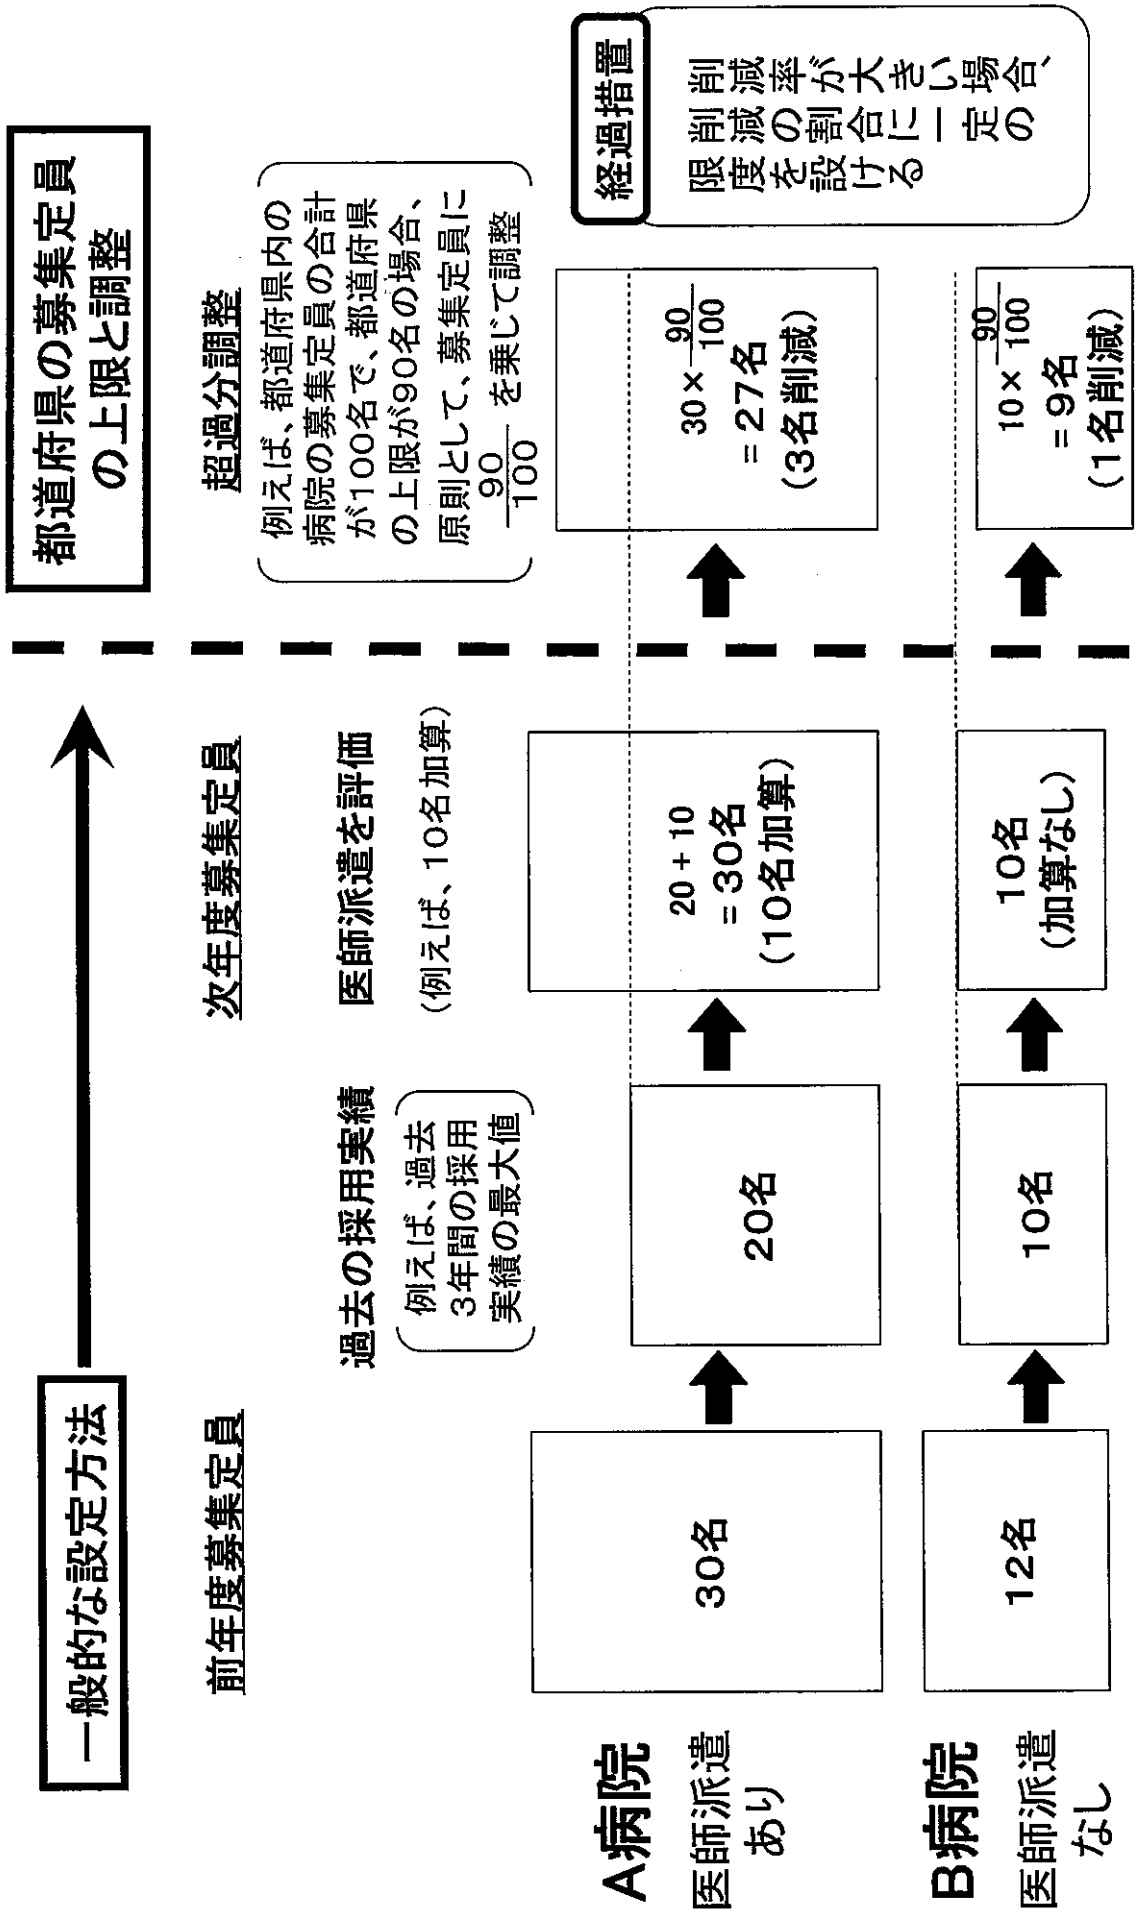 一般的な設定方法
都道府県の募集定員
の上限と調整
前年度募集定員
次年度募集定員
超過分調整
過去の採用実績
(例えば、過去
3年間の採用
実績の最大値)
医師派遣を評価
(例えば、10名加算)
(例えば、都道府県内の
病院の募集定員の合計
が100名で、都道府県
の上限が90名の場合、
原則として、募集定員に
90
100
を乗じて調整)
A病院
医師派遣
あり
30名
20名
20+10
=30名
(10名加算)
30×90
100
=27名
(3名削減)
B病院
医師派遣
なし
12名
10名
10名
(加算なし)
10×90
100
=9名
(1名削減)
経過措置
削減率が大きい場合、
削減の割合に一定の
限度を設ける